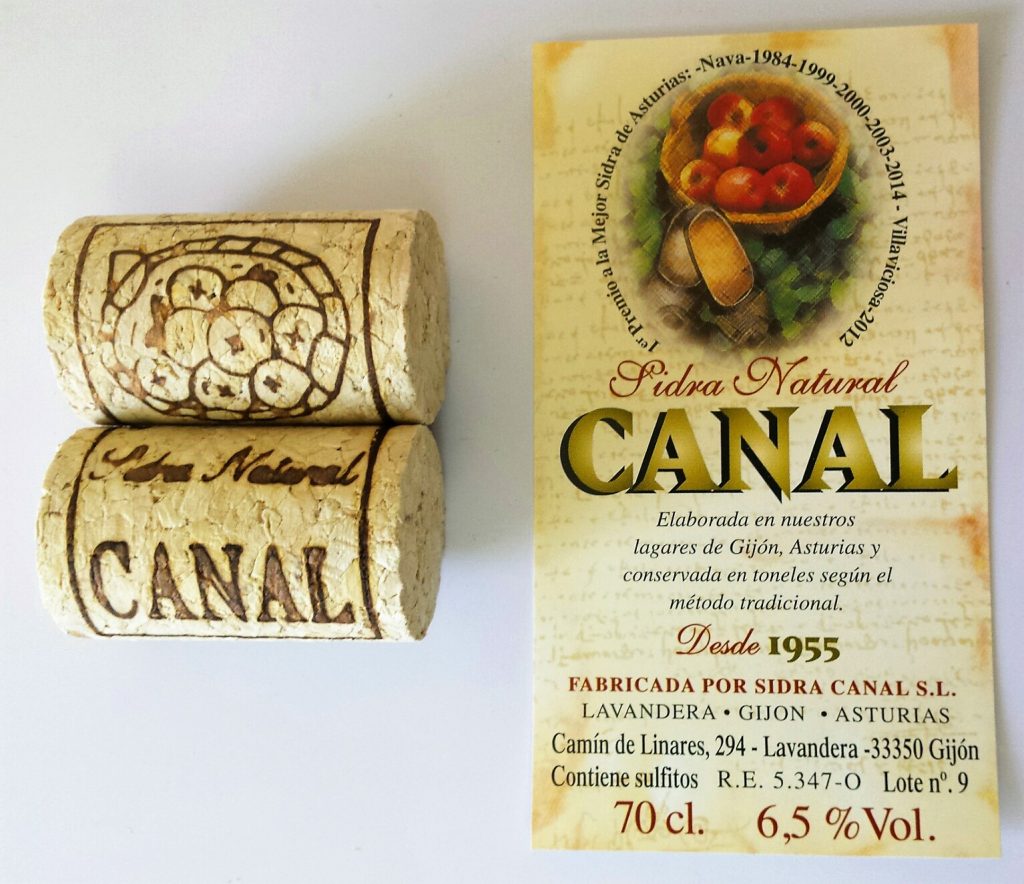 Sidra Natural
CANAL
1er Premio a la Mejor Sidra de Asturias: -Nava-1984-1999-2000-2003-2014 - Villaviciosa-2012
Sidra Natural
CANAL
Elaborada en nuestros
lagares de Gijón, Asturias y
conservada en toneles según el
método tradicional.
Desde 1955
FABRICADA POR SIDRA CANAL S.L.
LAVANDERA • GIJON • ASTURIAS
Camín de Linares, 294 - Lavandera -33350 Gijón
Contiene sulfitos R.E. 5.347-O Lote nº. 9
70 cl. 6,5 % Vol.